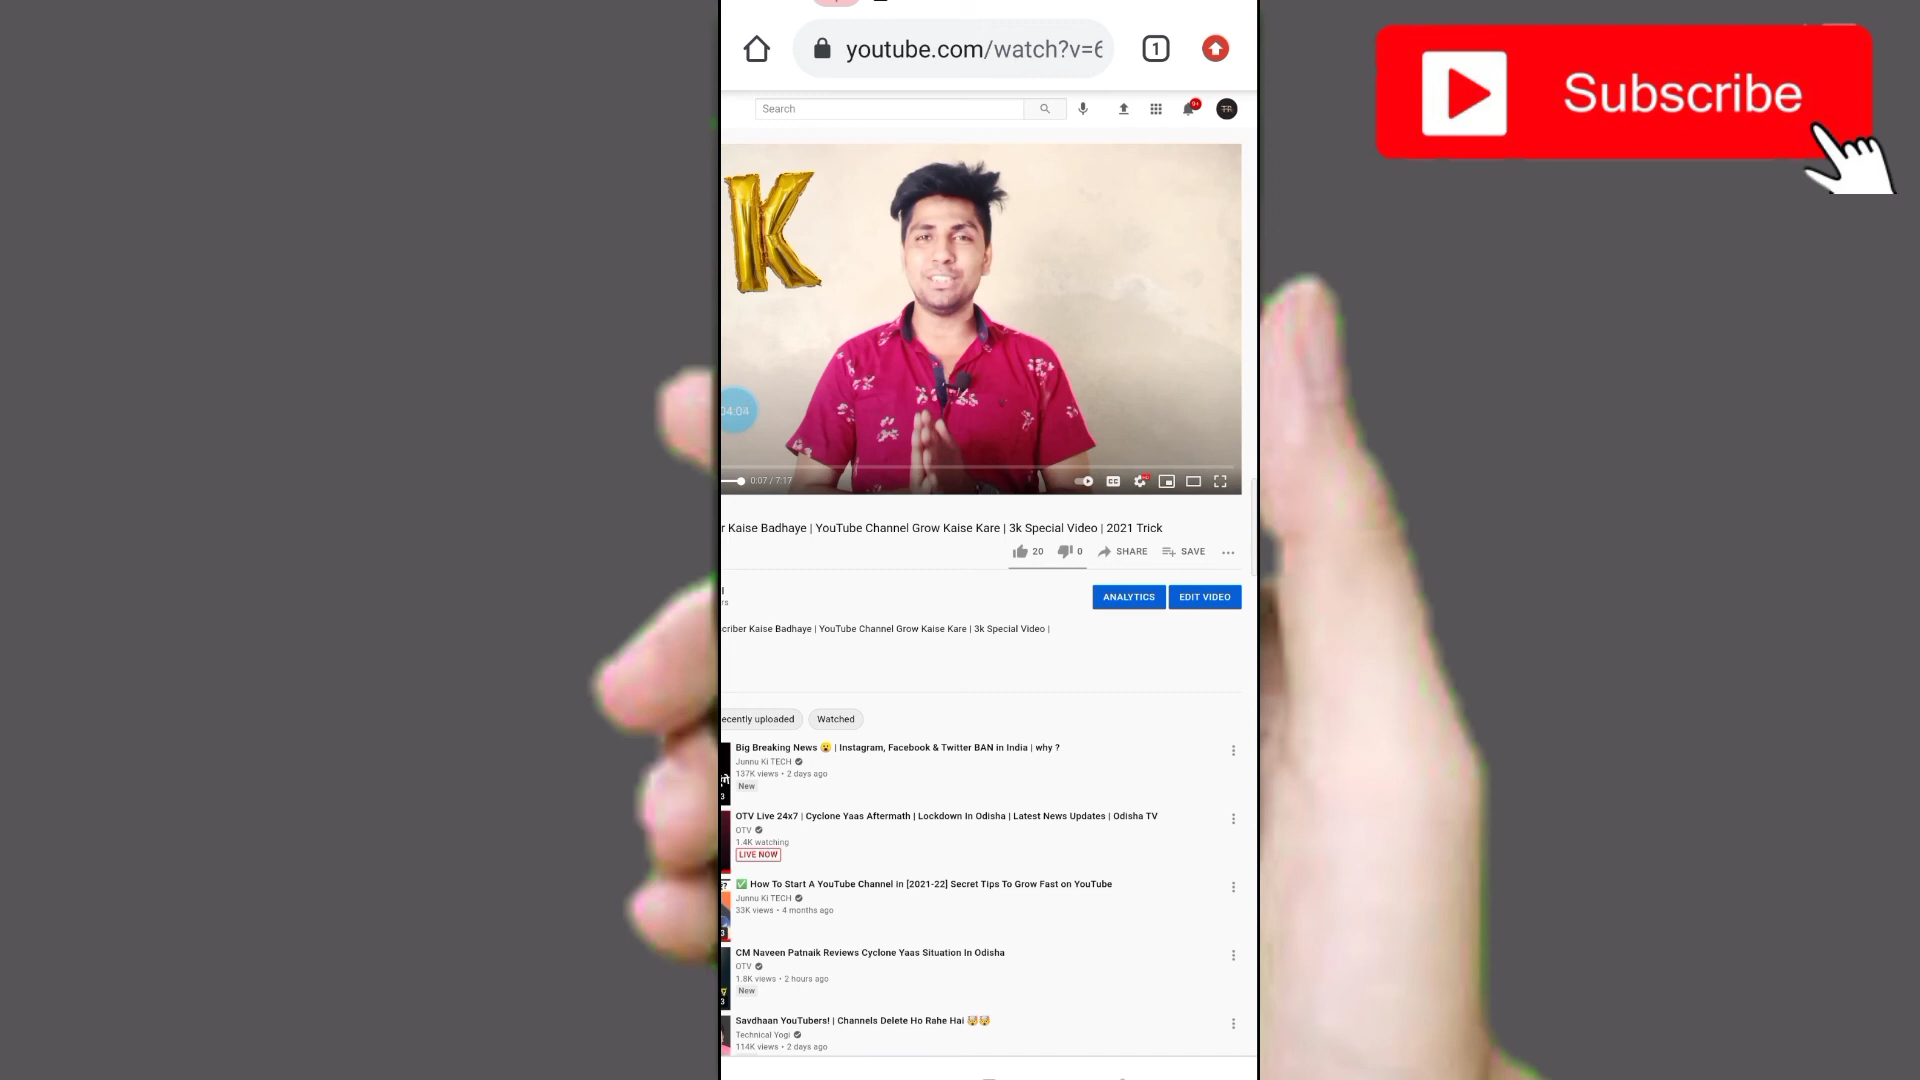 youtube.com/watch?v=6
1
Subscribe
Search
9+
K
04:04
0:07 / 7:17
CC
r Kaise Badhaye | YouTube Channel Grow Kaise Kare | 3k Special Video | 2021 Trick
20
0
SHARE
SAVE
rs
ANALYTICS
EDIT VIDEO
scriber Kaise Badhaye | YouTube Channel Grow Kaise Kare | 3k Special Video |
ecently uploaded
Watched
Big Breaking News 😮 | Instagram, Facebook & Twitter BAN in India | why ?
Junnu Ki TECH
137K views • 2 days ago
New
OTV Live 24x7 | Cyclone Yaas Aftermath | Lockdown In Odisha | Latest News Updates | Odisha TV
OTV
1.4K watching
LIVE NOW
✅ How To Start A YouTube Channel in [2021-22] Secret Tips To Grow Fast on YouTube
Junnu Ki TECH
33K views • 4 months ago
CM Naveen Patnaik Reviews Cyclone Yaas Situation In Odisha
OTV
1.8K views • 2 hours ago
New
Savdhaan YouTubers! | Channels Delete Ho Rahe Hai 🤯🤯
Technical Yogi
114K views • 2 days ago